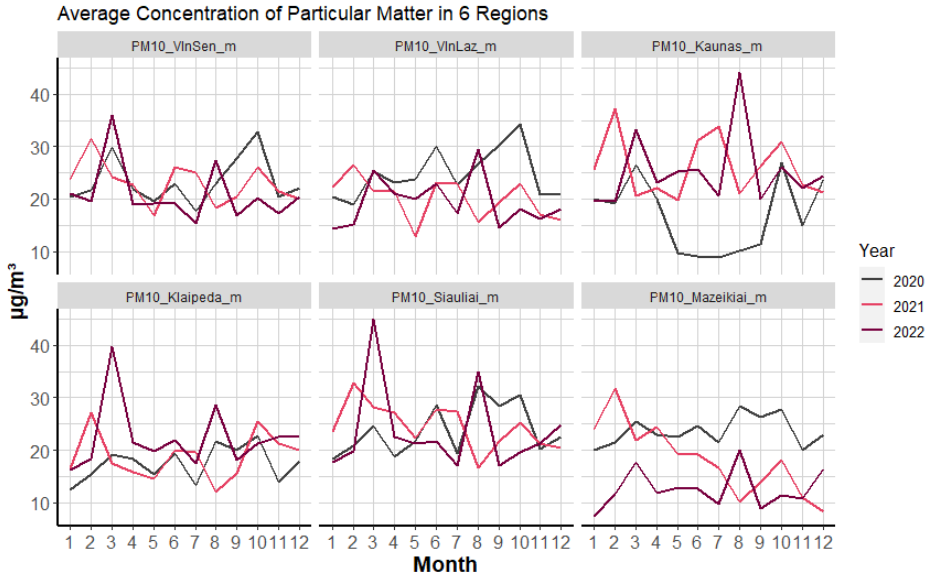 Average Concentration of Particular Matter in 6 Regions
PM10_VlnSen_m
PM10_VlnLaz_m
PM10_Kaunas_m
40
30
20
10
PM10_Klaipeda_m
PM10_Siauliai_m
PM10_Mazeikiai_m
40
30
20
10
µg/m³
1 2 3 4 5 6 7 8 9 10 11 12
1 2 3 4 5 6 7 8 9 10 11 12
1 2 3 4 5 6 7 8 9 10 11 12
Month
Year
2020
2021
2022